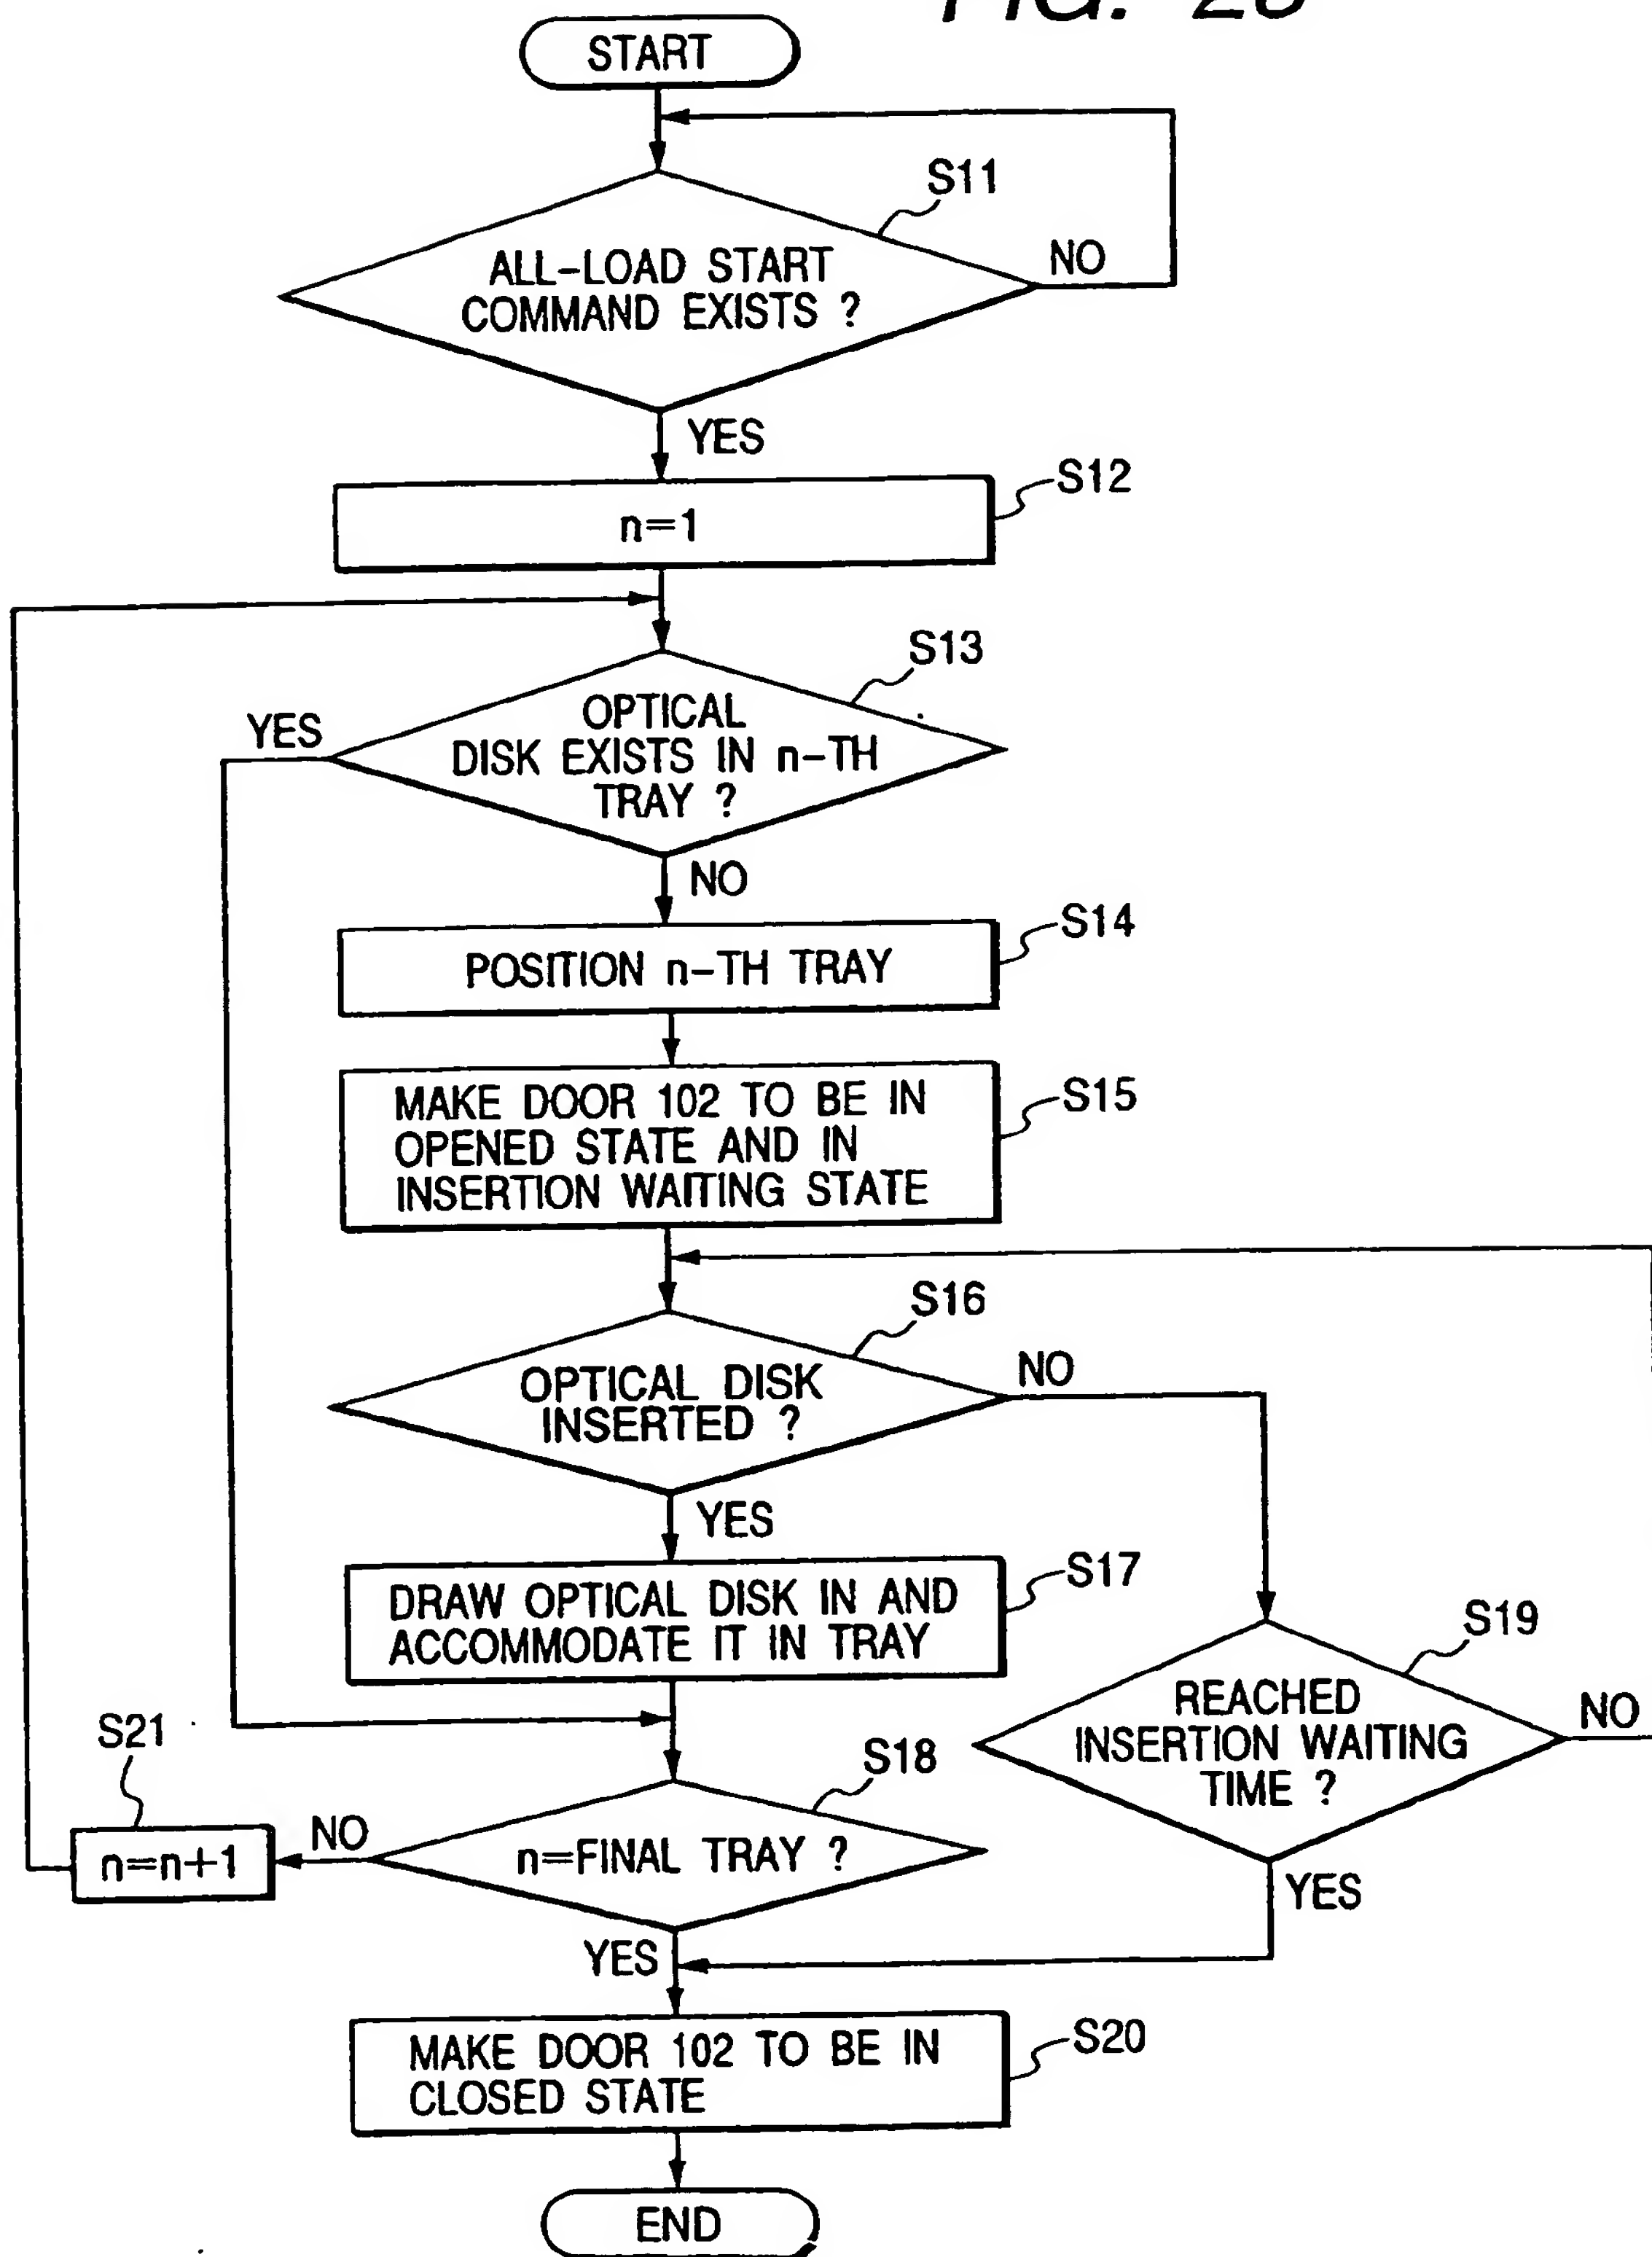 START
S11
ALL-LOAD START
COMMAND EXISTS ?
NO
YES
S12
n=1
S13
YES
OPTICAL
DISK EXISTS IN n-TH
TRAY ?
NO
S14
POSITION n-TH TRAY
S15
MAKE DOOR 102 TO BE IN
OPENED STATE AND IN
INSERTION WAITING STATE
S16
OPTICAL DISK
INSERTED ?
NO
YES
S17
DRAW OPTICAL DISK IN AND
ACCOMMODATE IT IN TRAY
S19
REACHED
INSERTION WAITING
TIME ?
NO
YES
S21
n=n+1
NO
S18
n=FINAL TRAY ?
YES
S20
MAKE DOOR 102 TO BE IN
CLOSED STATE
END